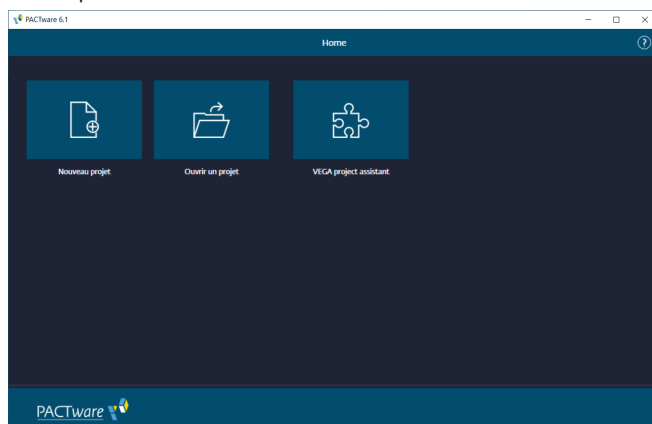 PACTware 6.1
Home
?
Nouveau projet
Ouvrir un projet
VEGA project assistant
PACTware